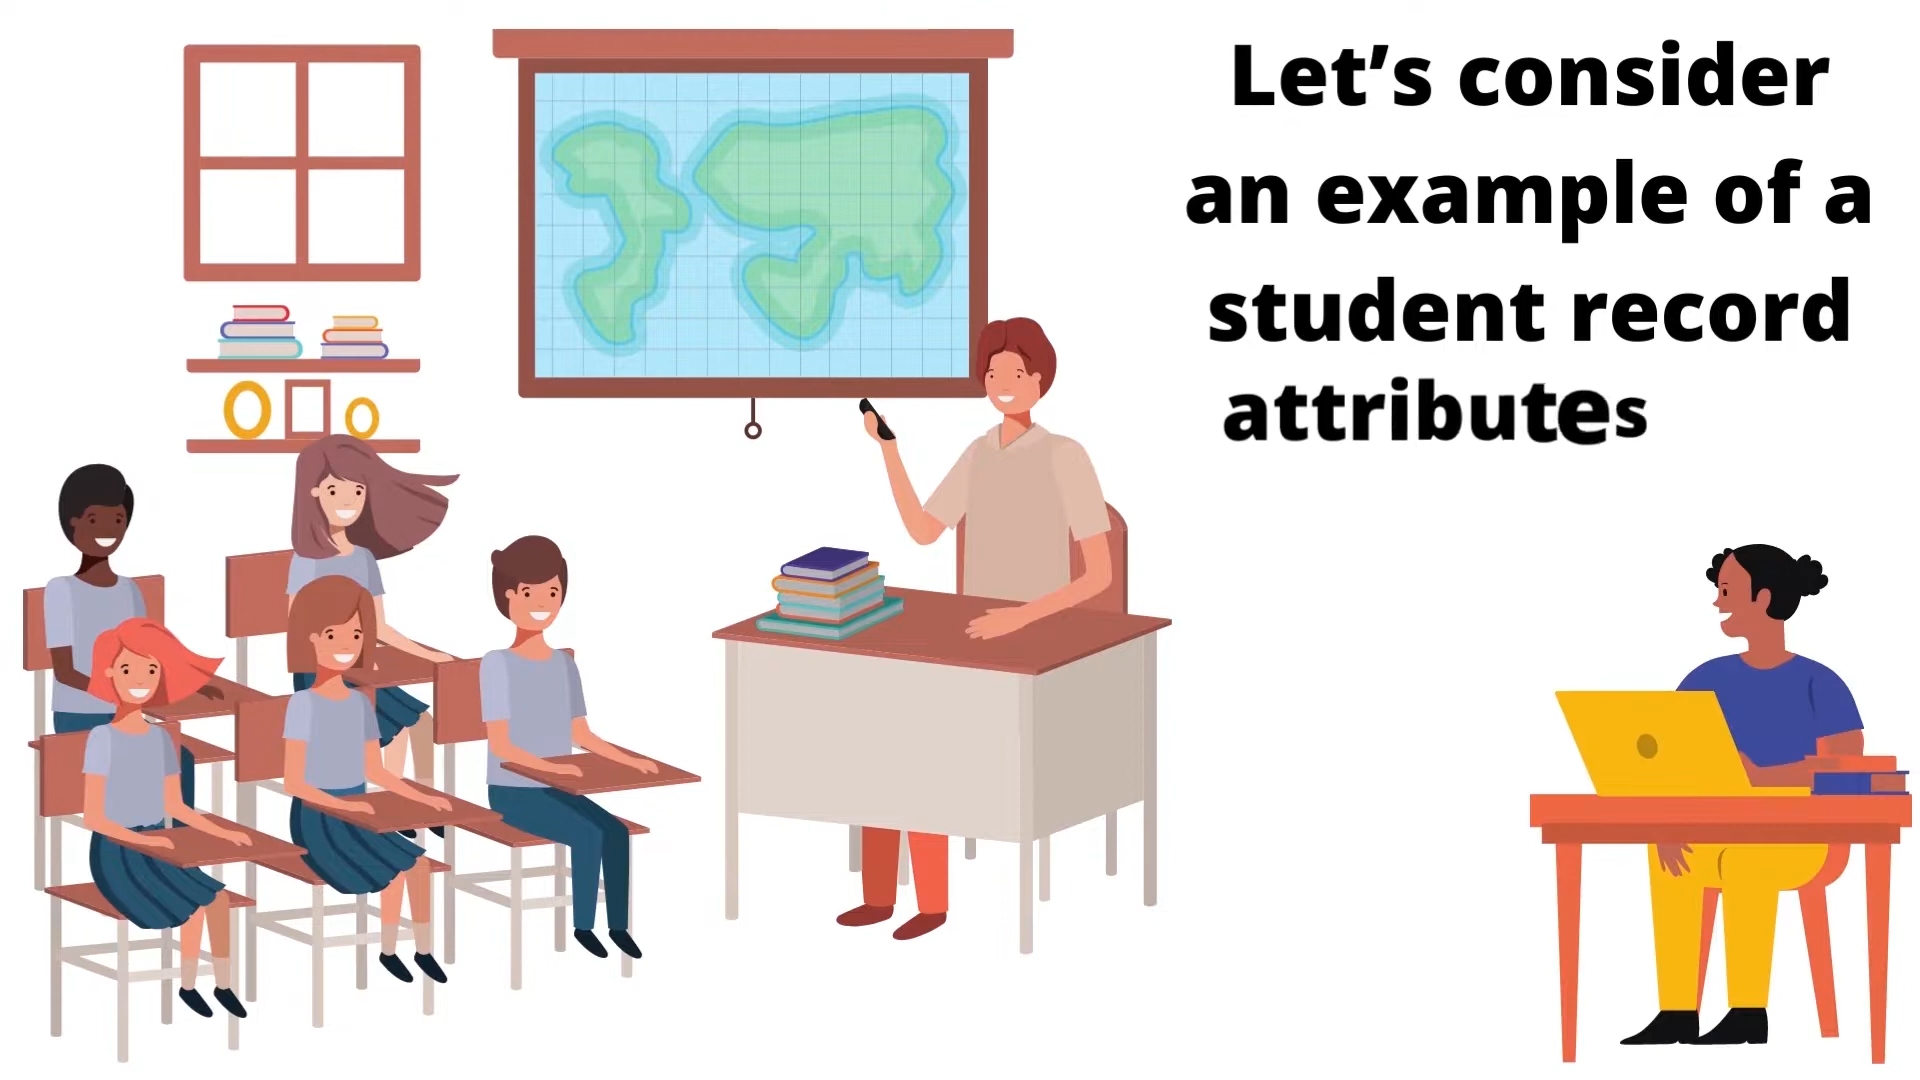 Let’s consider
an example of a
student record
attributes